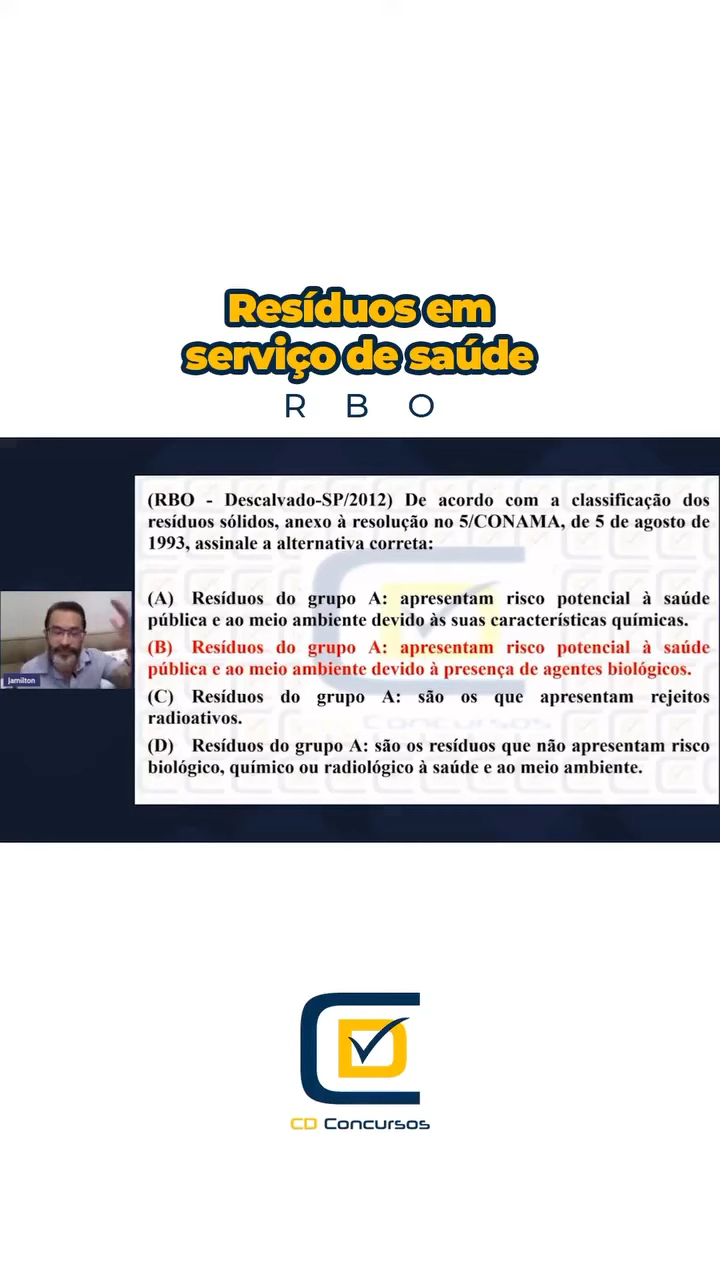 Resíduos em
serviço de saúde
R B O
(RBO - Descalvado-SP/2012) De acordo com a classificação dos
resíduos sólidos, anexo à resolução no 5/CONAMA, de 5 de agosto de
1993, assinale a alternativa correta:
(A) Resíduos do grupo A: apresentam risco potencial à saúde
pública e ao meio ambiente devido às suas características químicas.
(B) Resíduos do grupo A: apresentam risco potencial à saúde
pública e ao meio ambiente devido à presença de agentes biológicos.
(C) Resíduos do grupo A: são os que apresentam rejeitos
radioativos.
(D) Resíduos do grupo A: são os resíduos que não apresentam risco
biológico, químico ou radiológico à saúde e ao meio ambiente.
Jamilton
CD Concursos
CD Concursos